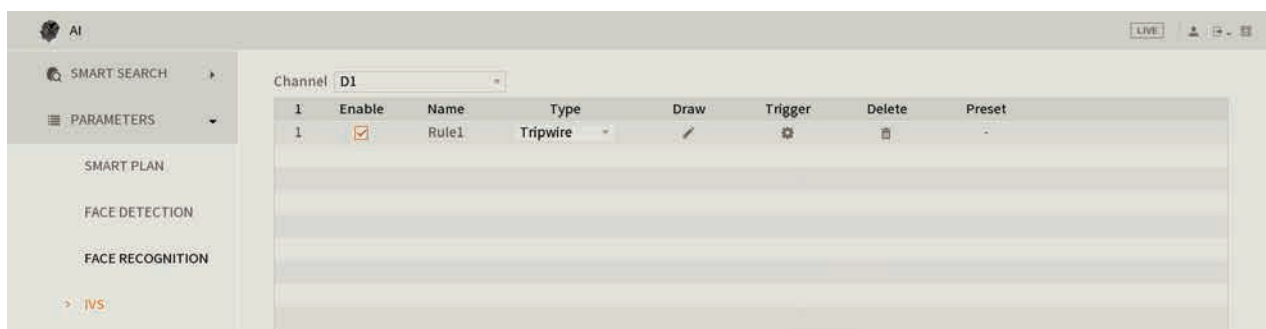 AI
LIVE
SMART SEARCH
PARAMETERS
SMART PLAN
FACE DETECTION
FACE RECOGNITION
> IVS
Channel D1
1 Enable Name Type Draw Trigger Delete Preset
1 Rule1 Tripwire -